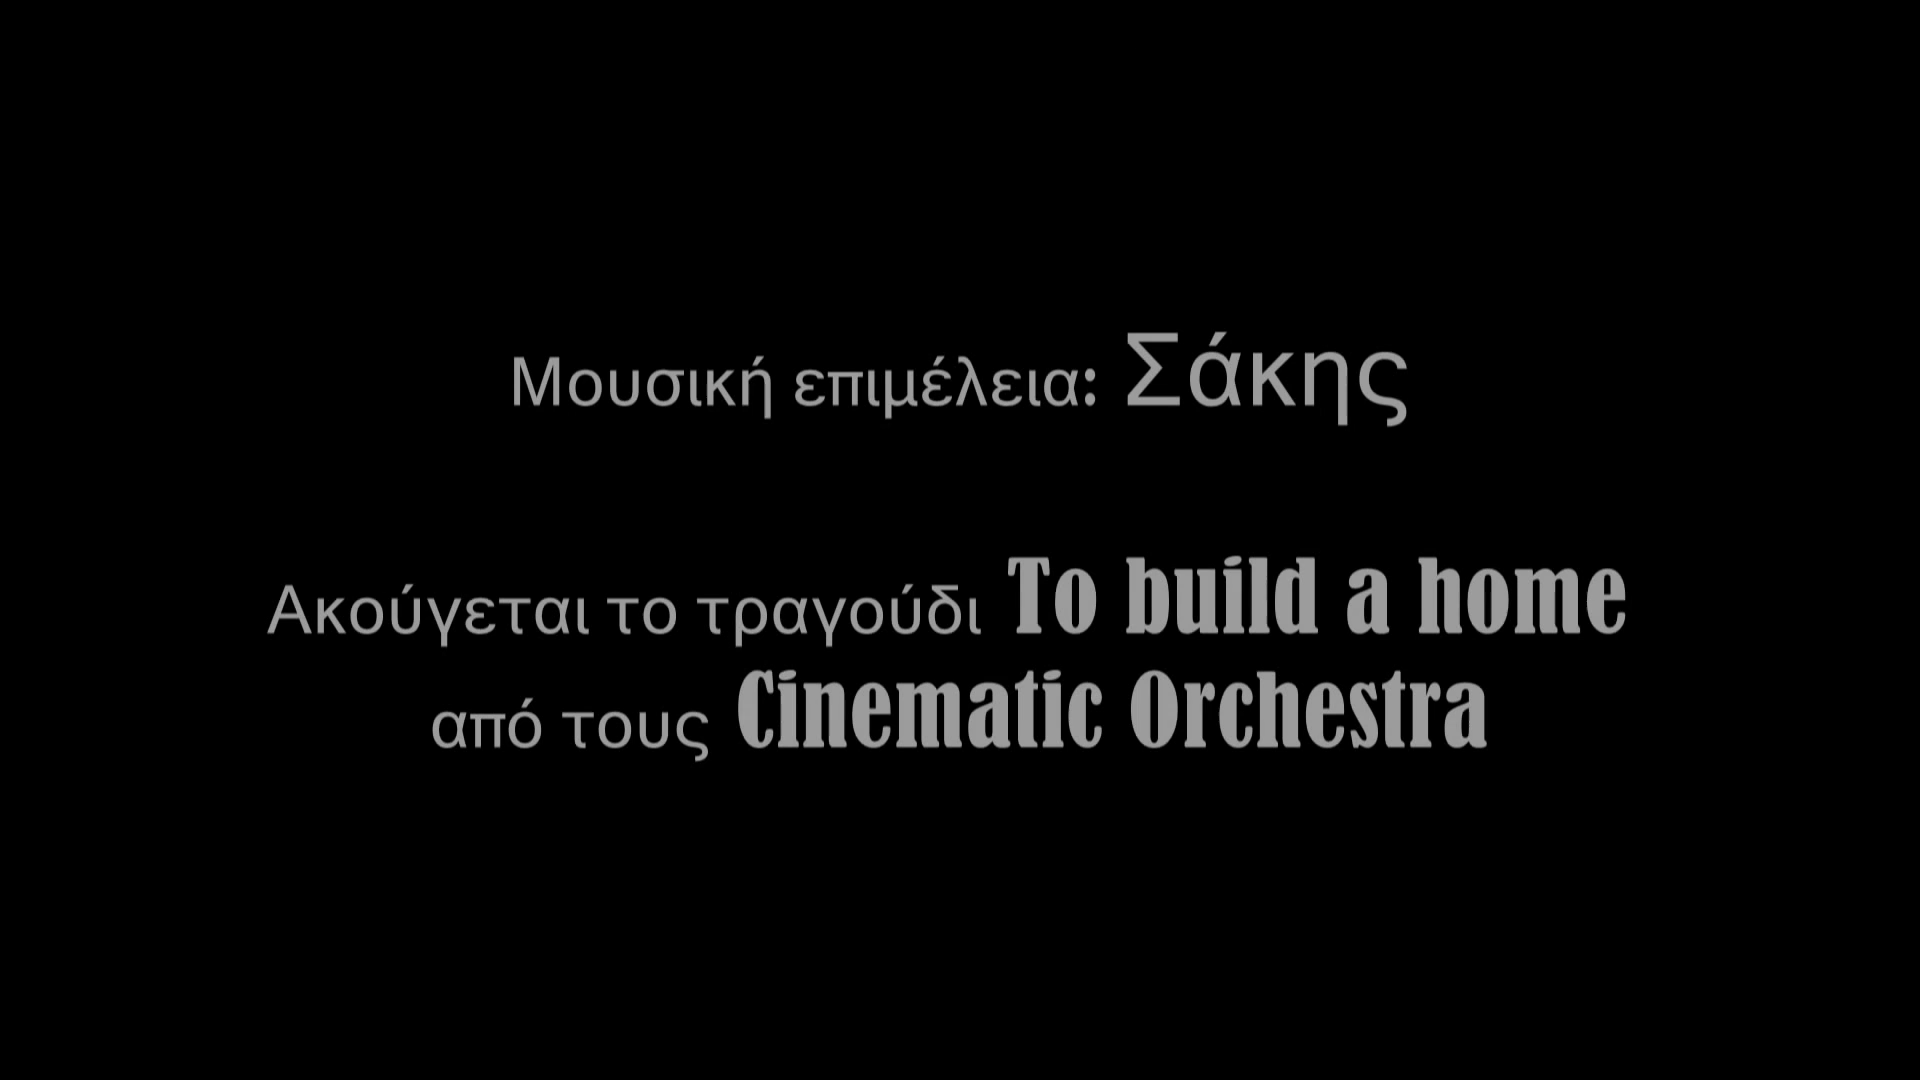 Μουσική επιμέλεια: Σάκης
Ακούγεται το τραγούδι To build a home
από τους Cinematic Orchestra